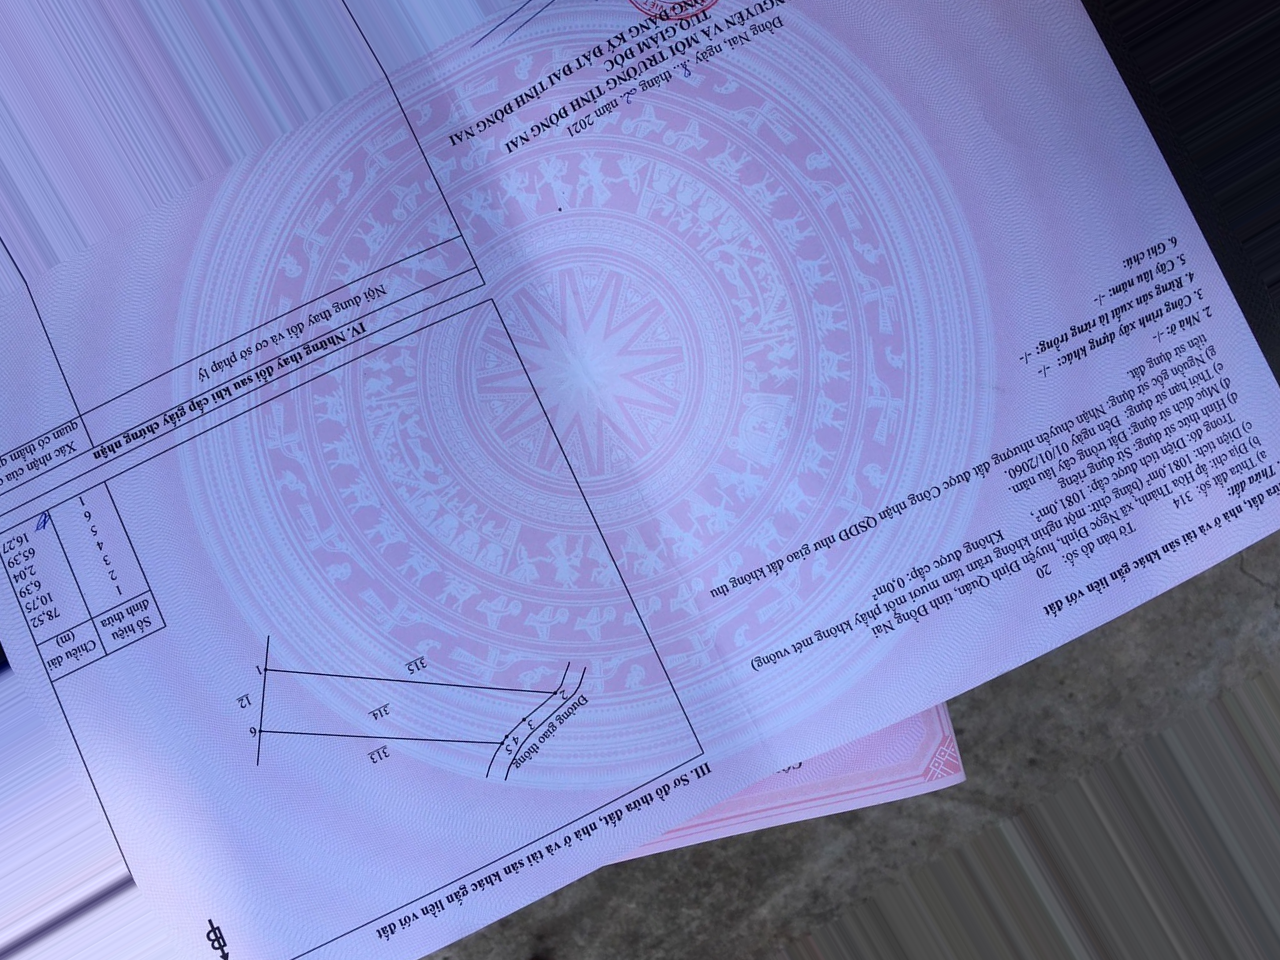 thửa đất, nhà ở và tài sản khác gắn liền với đất
Thửa đất:
a) Thửa đất số: 314 Tờ bản đồ số: 20
b) Địa chỉ: ấp Hòa Thành, xã Ngọc Định, huyện Định Quán, tỉnh Đồng Nai
c) Diện tích: 1081,0m² (bằng chữ: một nghìn không trăm tám mươi mốt phẩy không mét vuông)
Trong đó: Diện tích được cấp: 1081,0m², Không được cấp: 0,0m²
d) Hình thức sử dụng: Sử dụng riêng
đ) Mục đích sử dụng: Đất trồng cây lâu năm.
e) Thời hạn sử dụng: Đến ngày 01/01/2060.
g) Nguồn gốc sử dụng: Nhận chuyển nhượng đất được Công nhận QSDĐ như giao đất không thu
tiền sử dụng đất.
2. Nhà ở: -/-
3. Công trình xây dựng khác: -/-
4. Rừng sản xuất là rừng trồng: -/-
5. Cây lâu năm: -/-
6. Ghi chú:
Đồng Nai, ngày tháng 02. năm 2021
NGUYÊN VÀ MÔI TRƯỜNG TỈNH ĐỒNG NAI
TUQ.GIÁM ĐỐC
ĐĂNG KÝ ĐẤT ĐAI TỈNH ĐỒNG NAI
III. Sơ đồ thửa đất, nhà ở và tài sản khác gắn liền với đất
Đường giao thông
2 3 4 5
313
314
315
6
12
1
Số hiệu đỉnh thửa
Chiều dài (m)
1
78,52
2
10,75
3
6,39
4
2,04
5
65,39
6
16,27
1
IV. Những thay đổi sau khi cấp giấy chứng nhận
Nội dung thay đổi và cơ sở pháp lý
Xác nhận của
quan có thẩm